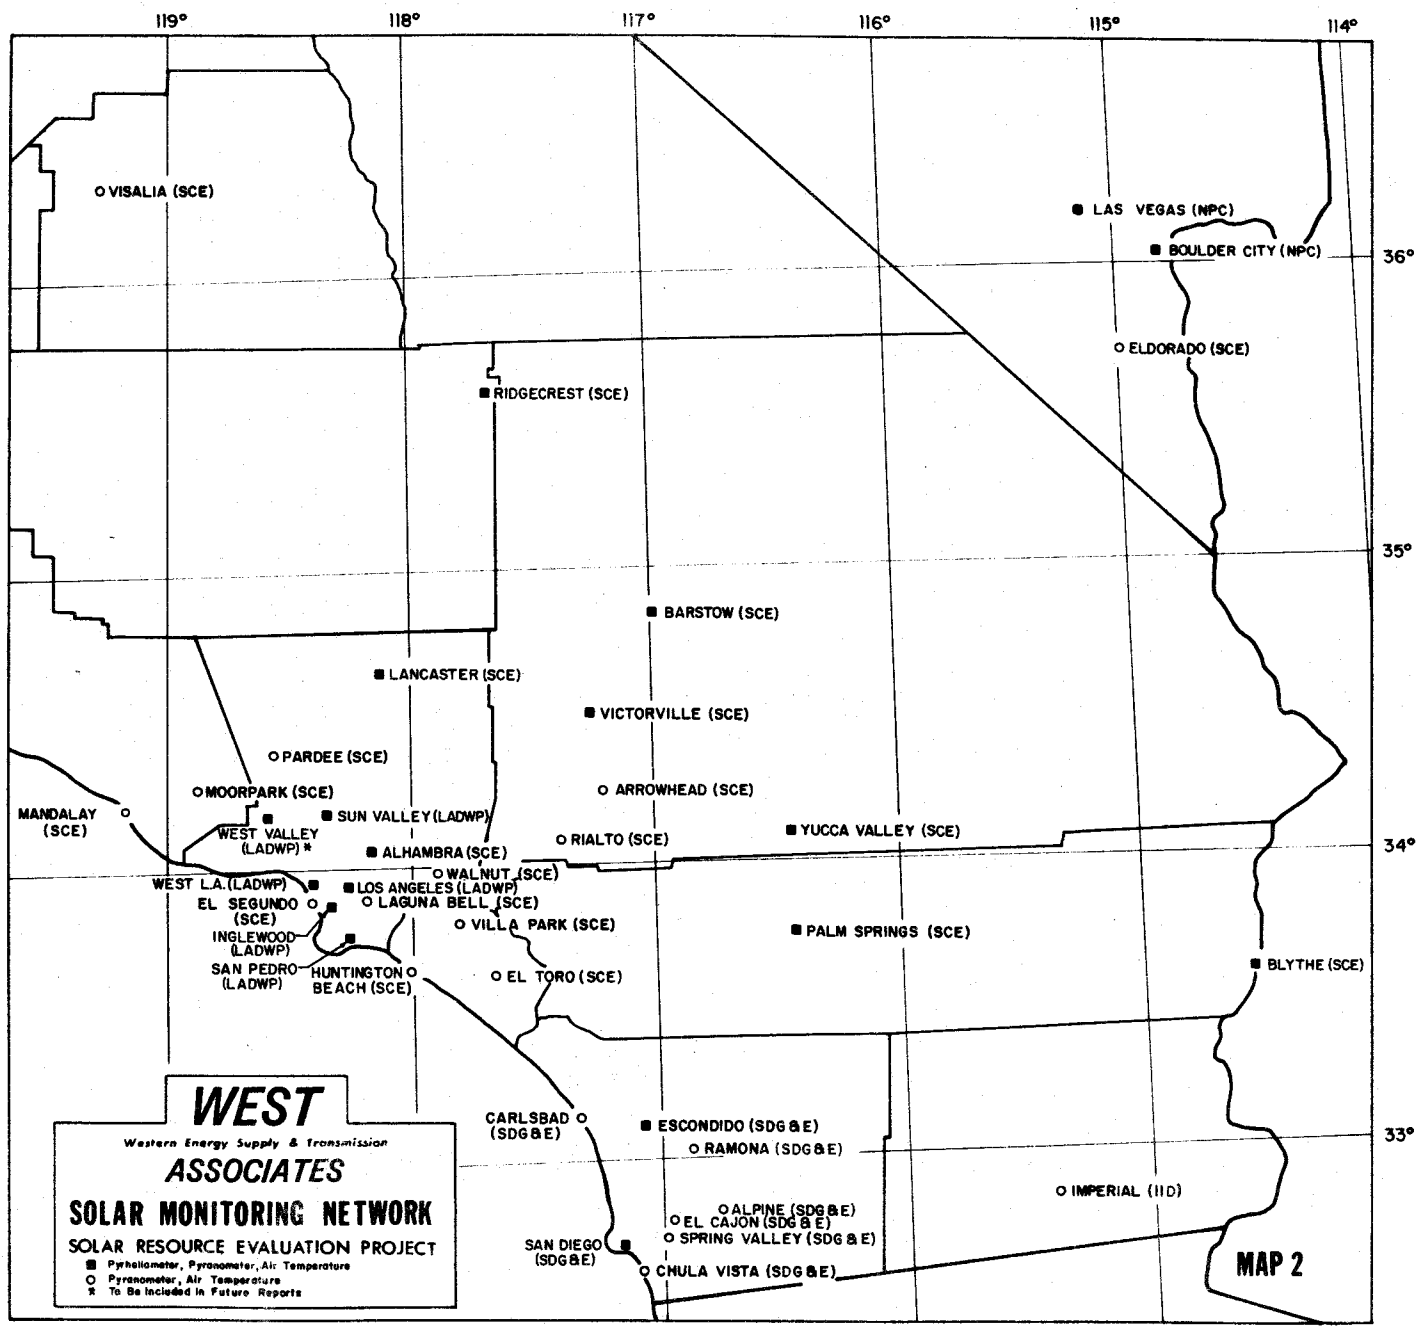 119° 118° 117° 116° 115° 114°
VISALIA (SCE)
LAS VEGAS (NPC)
BOULDER CITY (NPC)
36°
ELDORADO (SCE)
RIDGECREST (SCE)
35°
BARSTOW (SCE)
LANCASTER (SCE)
VICTORVILLE (SCE)
PARDEE (SCE)
MOORPARK (SCE)
ARROWHEAD (SCE)
MANDALAY
(SCE)
SUN VALLEY (LADWP)
WEST VALLEY
(LADWP) *
YUCCA VALLEY (SCE)
RIALTO (SCE)
34°
ALHAMBRA (SCE)
WALNUT (SCE)
WEST L.A. (LADWP)
LOS ANGELES (LADWP)
EL SEGUNDO
(SCE)
LAGUNA BELL (SCE)
VILLA PARK (SCE)
PALM SPRINGS (SCE)
INGLEWOOD
(LADWP)
SAN PEDRO
(LADWP)
HUNTINGTON
BEACH (SCE)
EL TORO (SCE)
BLYTHE (SCE)
CARLSBAD
(SDG&E)
ESCONDIDO (SDG&E)
RAMONA (SDG&E)
33°
IMPERIAL (IID)
ALPINE (SDG&E)
EL CAJON (SDG&E)
SPRING VALLEY (SDG&E)
SAN DIEGO
(SDG&E)
CHULA VISTA (SDG&E)
MAP 2
WEST
Western Energy Supply & Transmission
ASSOCIATES
SOLAR MONITORING NETWORK
SOLAR RESOURCE EVALUATION PROJECT
■ Pyrheliometer, Pyranometer, Air Temperature
○ Pyranometer, Air Temperature
* To Be Included In Future Reports